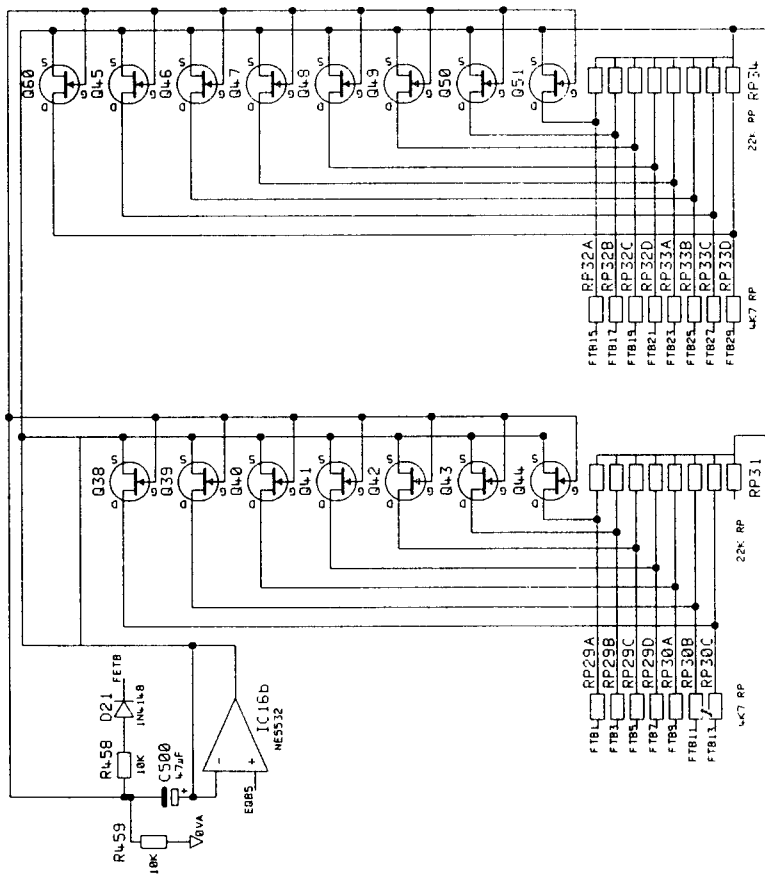 Q60
Q45
Q46
Q47
Q48
Q49
Q50
Q51
S
S
S
S
S
S
S
S
D
D
D
D
D
D
D
D
g
g
g
g
g
g
g
g
RP34
22K RP
RP32A
RP32B
RP32C
RP32D
RP33A
RP33B
RP33C
RP33D
4K7 RP
FTB15
FTB17
FTB19
FTB21
FTB23
FTB25
FTB27
FTB29
Q38
Q39
Q40
Q41
Q42
Q43
Q44
S
S
S
S
S
S
S
D
D
D
D
D
D
D
g
g
g
g
g
g
g
RP31
22K RP
RP29A
RP29B
RP29C
RP29D
RP30A
RP30B
RP30C
4K7 RP
FTB1
FTB3
FTB5
FTB7
FTB9
FTB11
FTB13
FETB
D21
1N4148
R458
10K
C500
47µF
+
IC16b
NE5532
-
+
EQB5
R459
10K
0VA